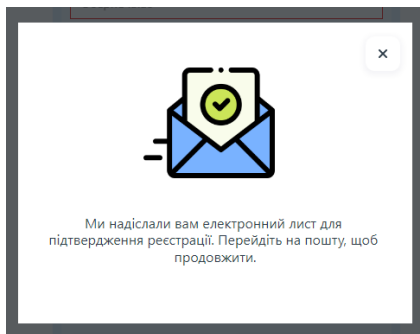 Ми надіслали вам електронний лист для
підтвердження реєстрації. Перейдіть на пошту, щоб
продовжити.